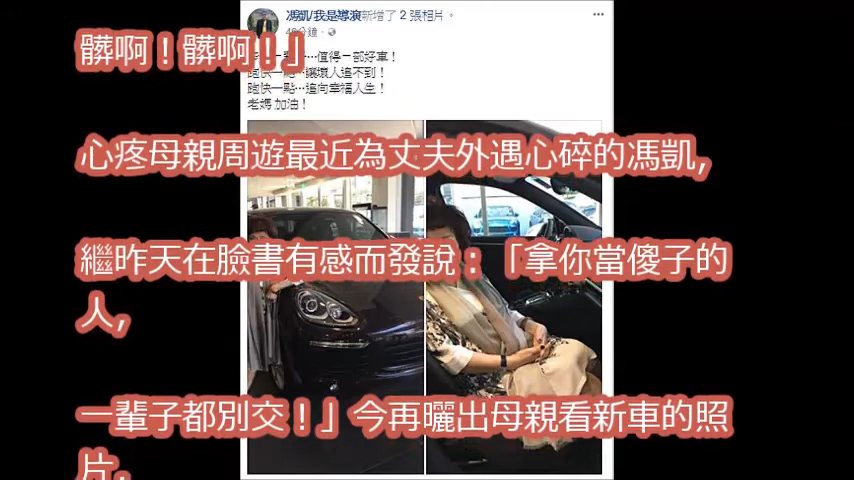 馮凱/我是導演新增了 2 張相片。
髒啊！髒啊！」
值得一部好車！
跑快一點…讓壞人追不到！
跑快一點…追向幸福人生！
老媽 加油！
心疼母親周遊最近為丈夫外遇心碎的馮凱,
繼昨天在臉書有感而發說：「拿你當傻子的
人,
一輩子都別交！」今再曬出母親看新車的照
片,